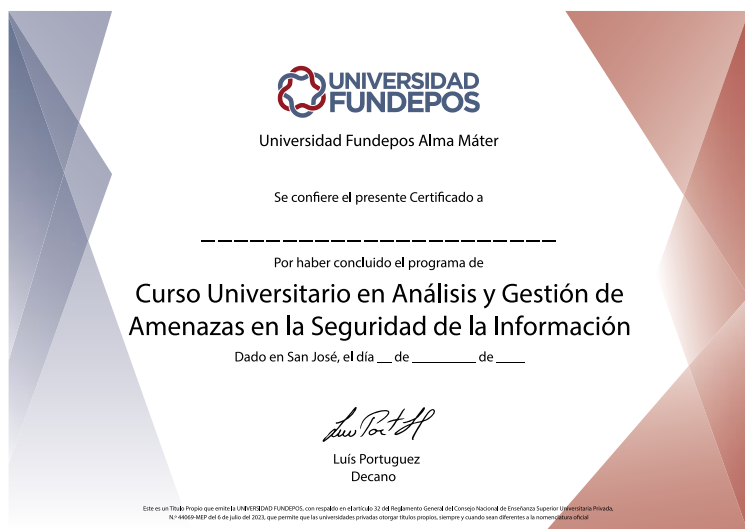 UNIVERSIDAD
FUNDEPOS
Universidad Fundepos Alma Máter
Se confiere el presente Certificado a
Por haber concluido el programa de
Curso Universitario en Análisis y Gestión de
Amenazas en la Seguridad de la Información
Dado en San José, el día __ de ________ de ____
Luís Portuguez
Decano
Este es un Título Propio que emite la UNIVERSIDAD FUNDEPOS, con respaldo en el artículo 32 del Reglamento General del Consejo Nacional de Enseñanza Superior Universitaria Privada,
N.º 44069-MEP del 6 de julio del 2023, que permite que las universidades privadas otorgar títulos propios, siempre y cuando sean diferentes a la nomenclatura oficial